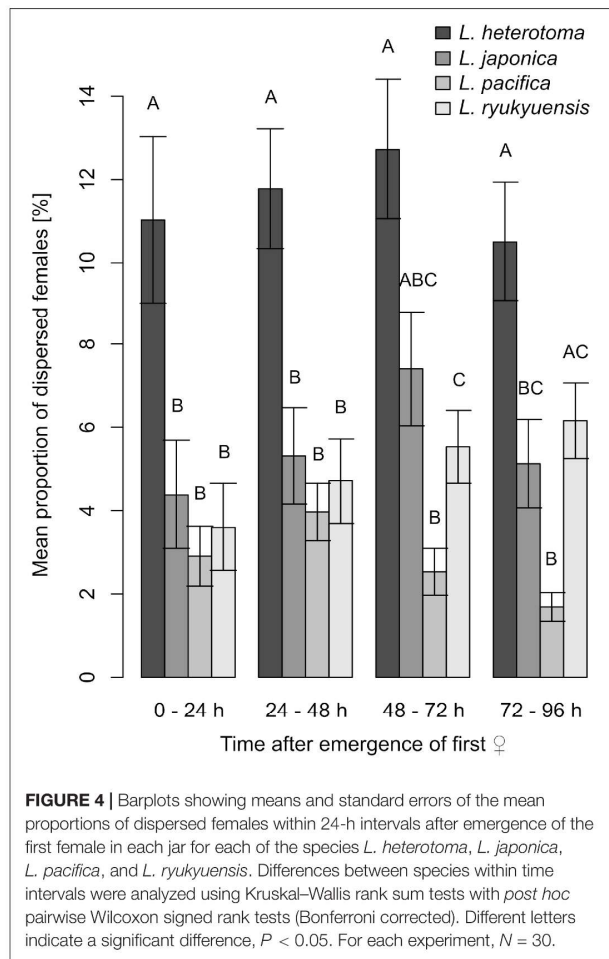 L. heterotoma
L. japonica
L. pacifica
L. ryukyuensis
Mean proportion of dispersed females [%]
14
12
10
8
6
4
2
0
A
B
B
B
A
B
B
B
A
ABC
B
C
A
BC
B
AC
0 - 24 h 24 - 48 h 48 - 72 h 72 - 96 h
Time after emergence of first ♀
FIGURE 4 | Barplots showing means and standard errors of the mean
proportions of dispersed females within 24-h intervals after emergence of the
first female in each jar for each of the species L. heterotoma, L. japonica,
L. pacifica, and L. ryukyuensis. Differences between species within time
intervals were analyzed using Kruskal–Wallis rank sum tests with post hoc
pairwise Wilcoxon signed rank tests (Bonferroni corrected). Different letters
indicate a significant difference, P < 0.05. For each experiment, N = 30.